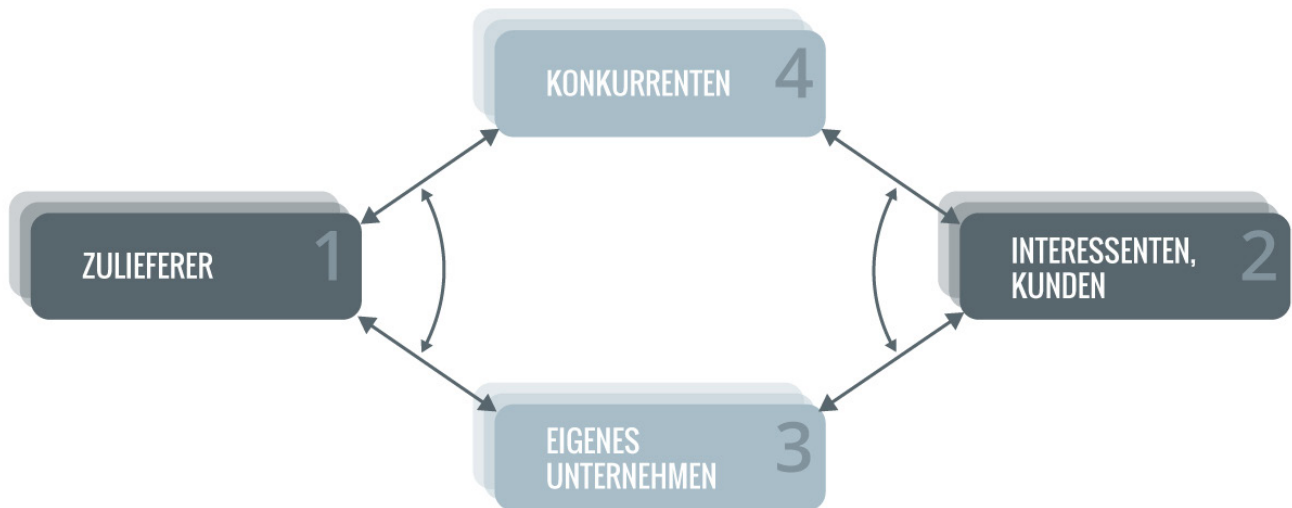 KONKURRENTEN 4
ZULIEFERER 1
INTERESSENTEN, 2
KUNDEN
EIGENES 3
UNTERNEHMEN